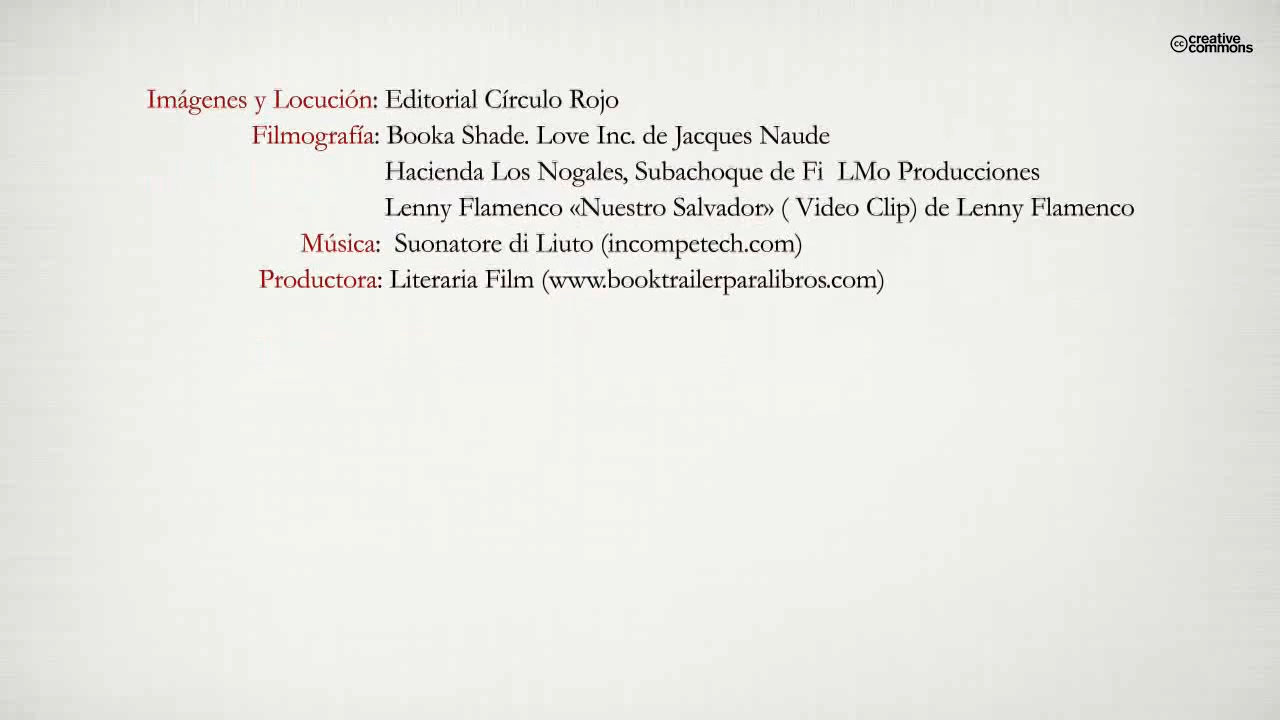 creative
commons
Imágenes y Locución: Editorial Círculo Rojo
Filmografía: Booka Shade. Love Inc. de Jacques Naude
Hacienda Los Nogales, Subachoque de Fi LMo Producciones
Lenny Flamenco «Nuestro Salvador» ( Video Clip) de Lenny Flamenco
Música: Suonatore di Liuto (incompetech.com)
Productora: Literaria Film (www.booktrailerparalibros.com)